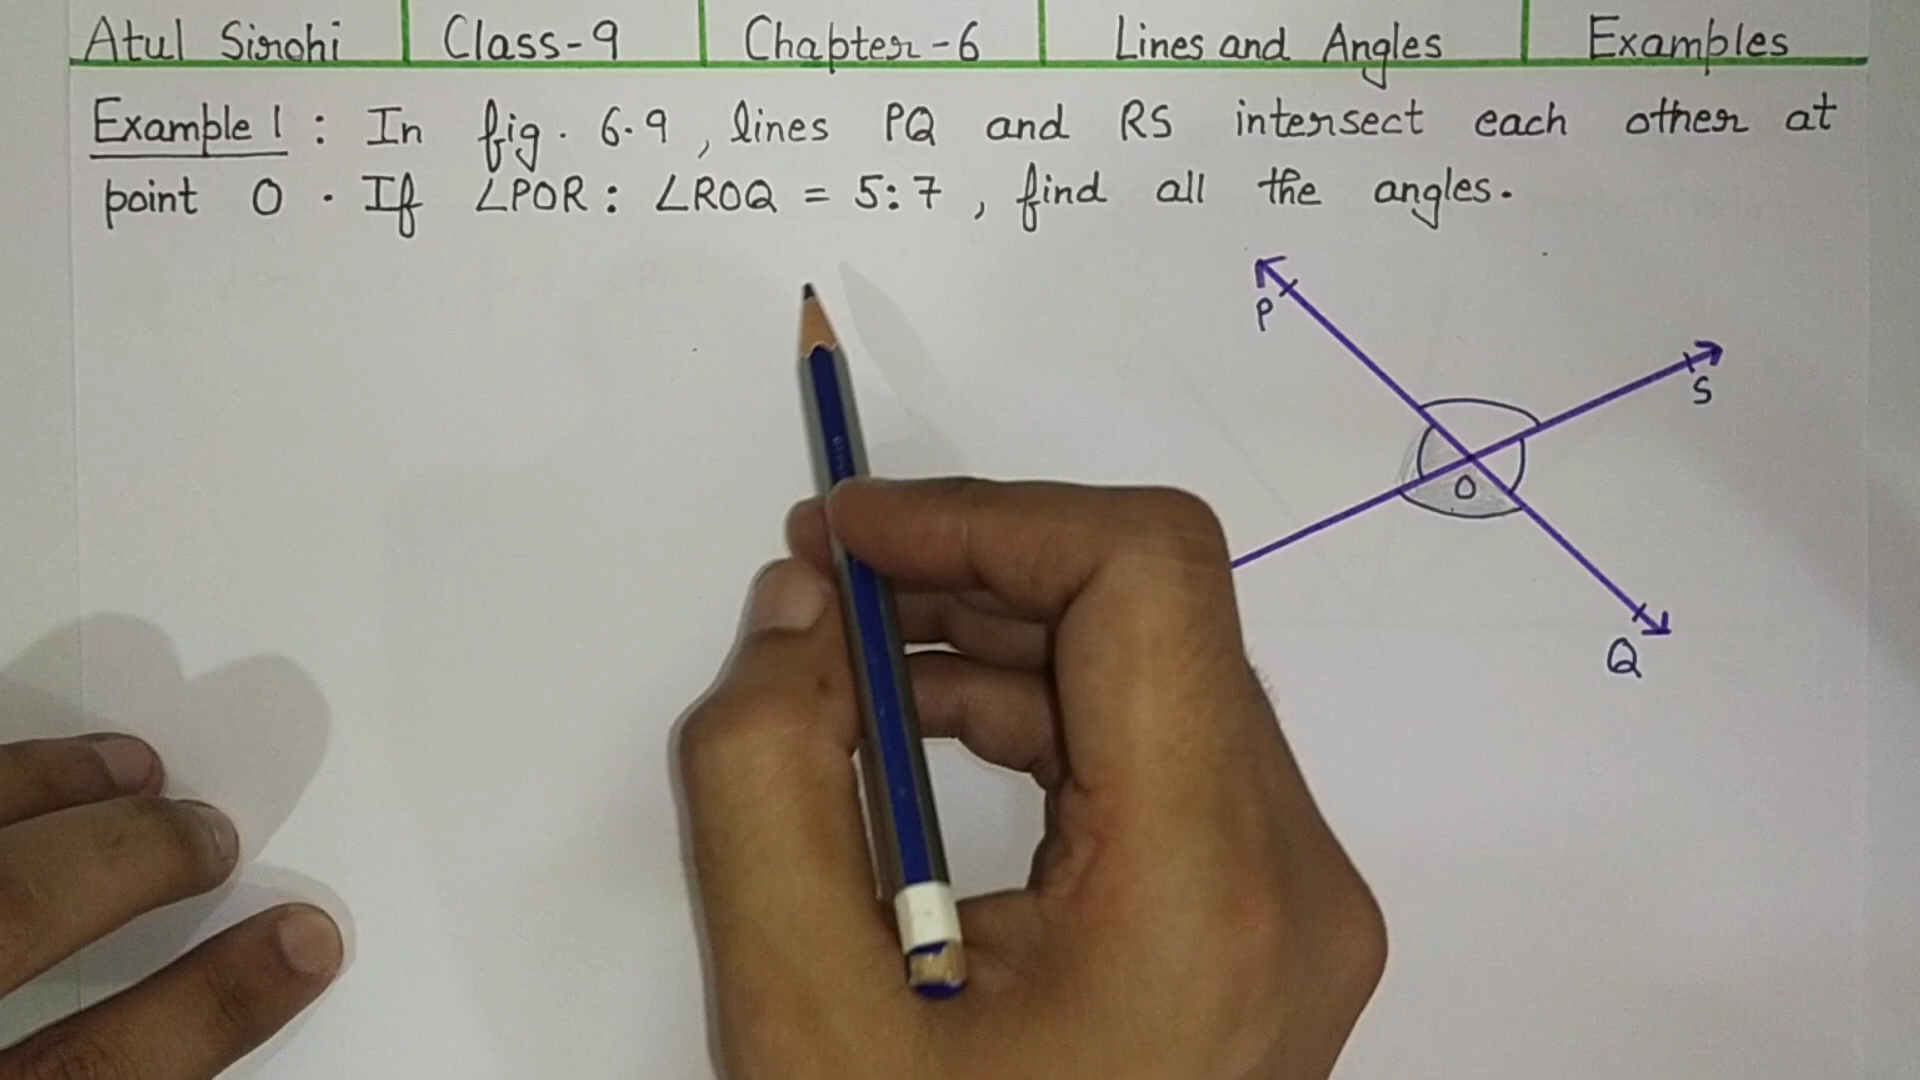 Atul Sirohi Class-9 Chapter-6 Lines and Angles Examples
Example 1 : In fig. 6.9, lines PQ and RS intersect each other at
point O. If ∠POR : ∠ROQ = 5:7, find all the angles.
P
S
O
Q